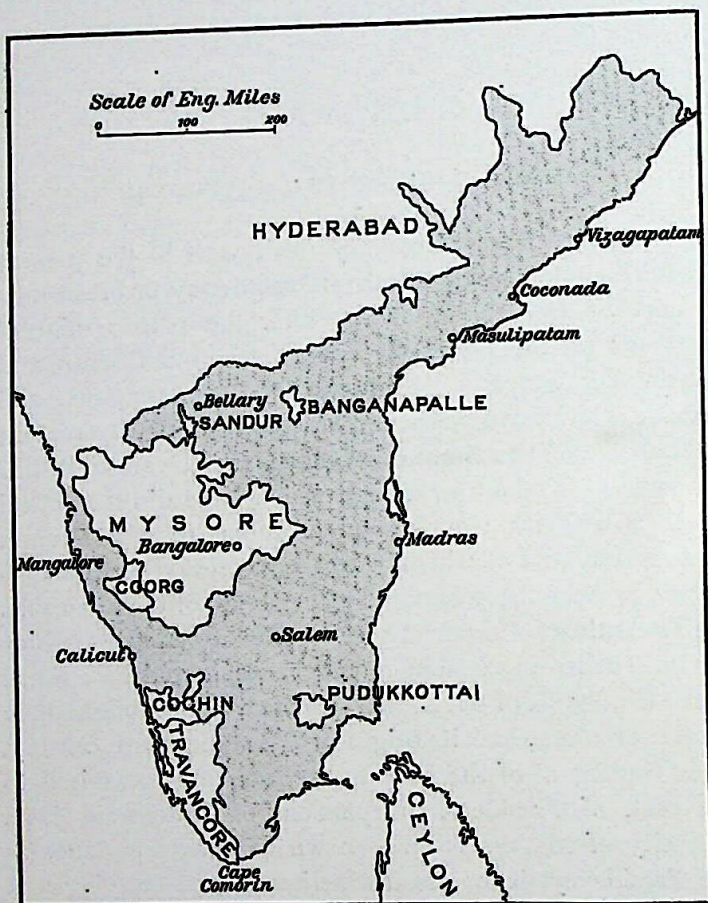 Scale of Eng. Miles
0 100 200
HYDERABAD
Vizagapatam
Coconada
Masulipatam
Bellary
SANDUR
BANGANAPALLE
MYSORE
Bangalore
Madras
Mangalore
COORG
Salem
Calicut
COCHIN
PUDUKKOTTAI
TRAVANCORE
CEYLON
Cape
Comorin